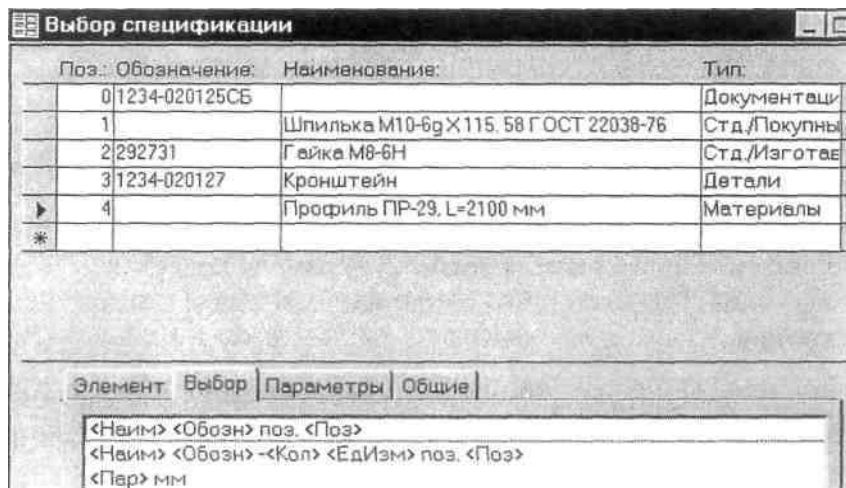 Выбор спецификации
Поз.: Обозначение: Наименование: Тип:
0 1234-020125СБ Документаци
1 Шпилька М10-6gX115.58 ГОСТ 22038-76 Стд./Покупны
2 292731 Гайка М8-6Н Стд./Изготав
3 1234-020127 Кронштейн Детали
4 Профиль ПР-29, L=2100 мм Материалы
Элемент Выбор Параметры Общие
<Наим> <Обозн> поз. <Поз>
<Наим> <Обозн> -<Кол> <ЕдИзм> поз. <Поз>
<Пар> мм